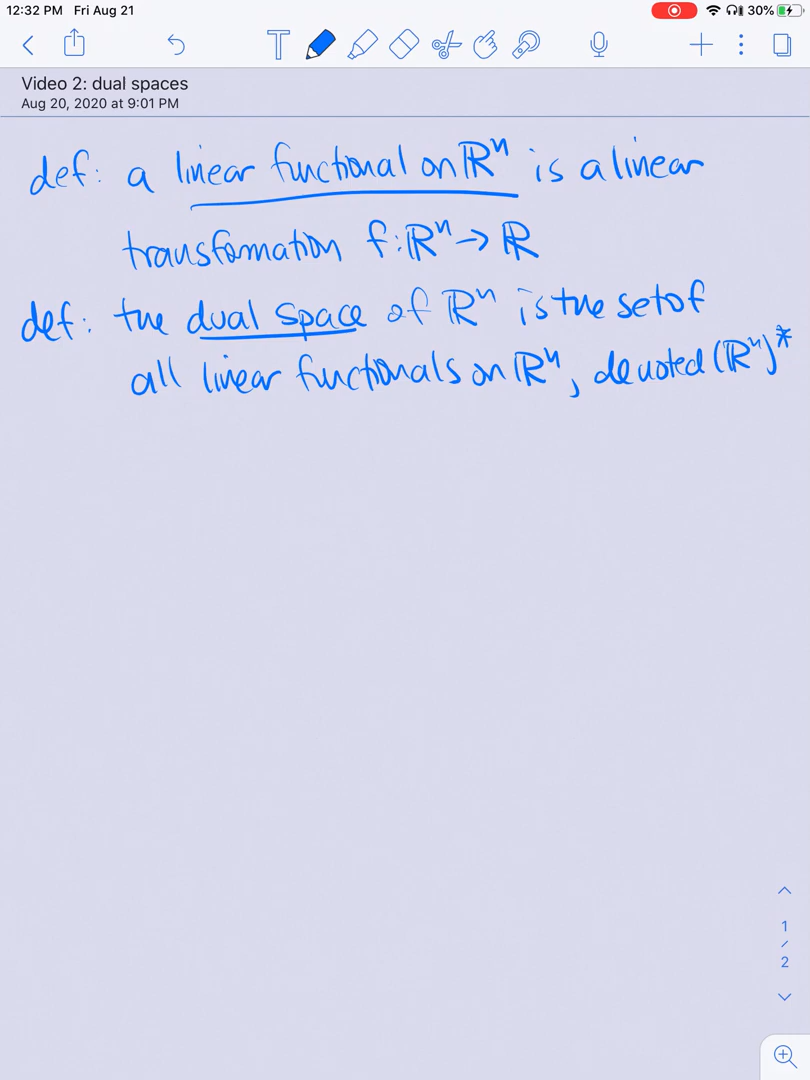 12:32 PM Fri Aug 21
30%
T
Video 2: dual spaces
Aug 20, 2020 at 9:01 PM
def: a linear functional on ℝⁿ is a linear
transformation f: ℝⁿ → ℝ
def: the dual space of ℝⁿ is the set of
all linear functionals on ℝⁿ, denoted (ℝⁿ)*
1
/
2